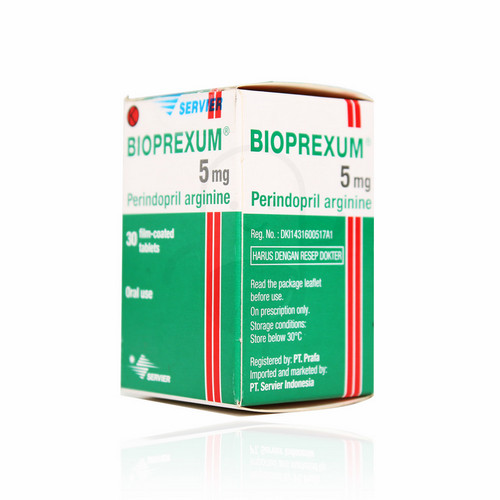 K
SERVIER
BIOPREXUM®
5 mg
Perindopril arginine
30 film-coated
tablets
Oral use
SERVIER
BIOPREXUM®
5 mg
Perindopril arginine
Reg. No. : DKI1431600517A1
HARUS DENGAN RESEP DOKTER
Read the package leaflet
before use.
On prescription only.
Storage conditions:
Store below 30°C
Registered by: PT. Prafa
Imported and marketed by:
PT. Servier Indonesia